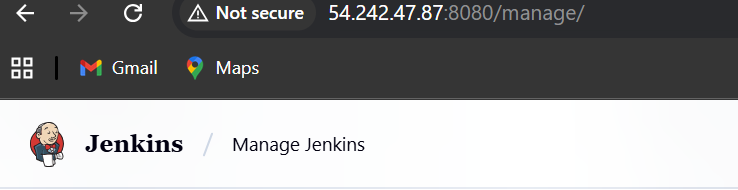 Not secure 54.242.47.87:8080/manage/
Gmail Maps
Jenkins / Manage Jenkins